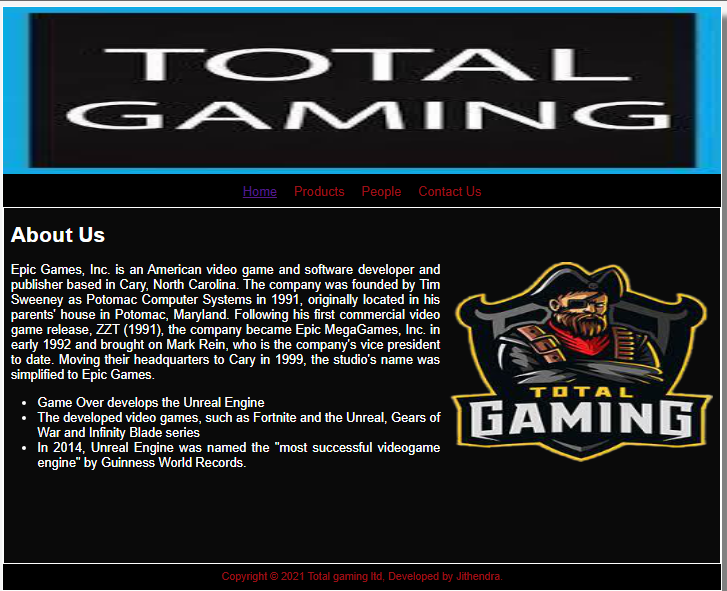 TOTAL
GAMING
Home Products People Contact Us
About Us
Epic Games, Inc. is an American video game and software developer and
publisher based in Cary, North Carolina. The company was founded by Tim
Sweeney as Potomac Computer Systems in 1991, originally located in his
parents' house in Potomac, Maryland. Following his first commercial video
game release, ZZT (1991), the company became Epic MegaGames, Inc. in
early 1992 and brought on Mark Rein, who is the company's vice president
to date. Moving their headquarters to Cary in 1999, the studio's name was
simplified to Epic Games.
• Game Over develops the Unreal Engine
• The developed video games, such as Fortnite and the Unreal, Gears of
War and Infinity Blade series
• In 2014, Unreal Engine was named the "most successful videogame
engine" by Guinness World Records.
TOTAL
GAMING
Copyright © 2021 Total gaming ltd, Developed by Jithendra